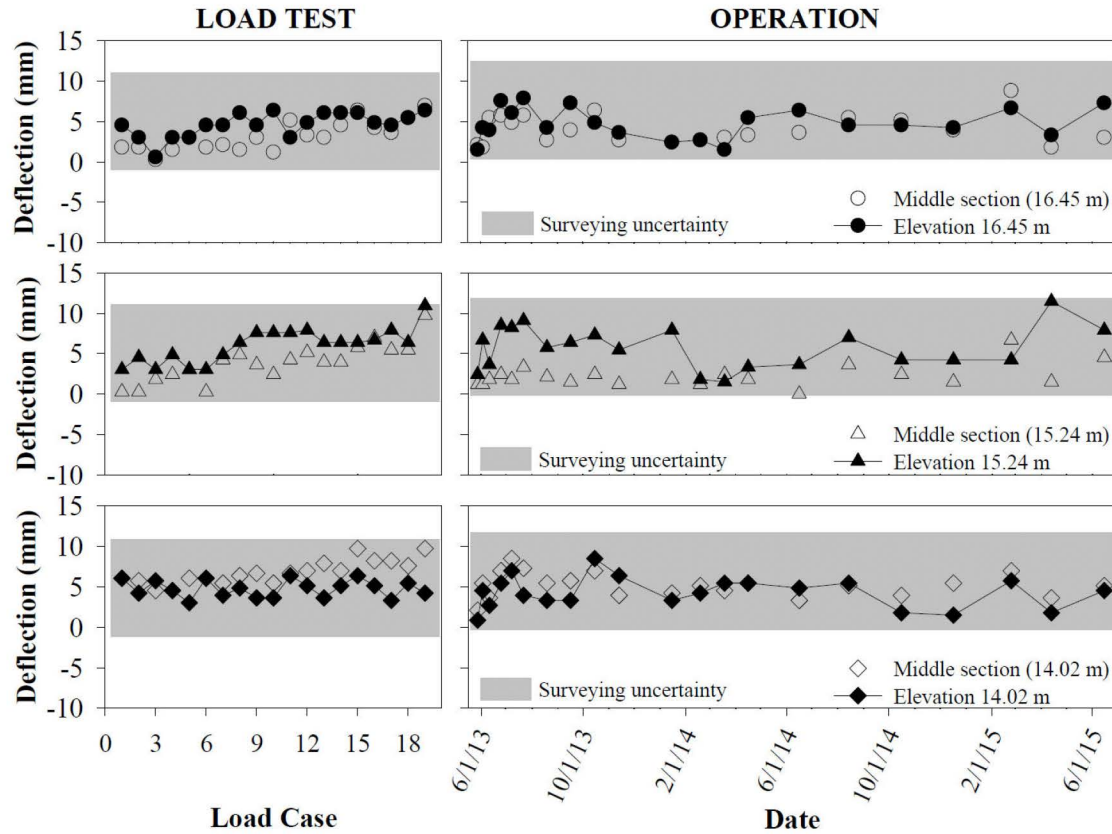 LOAD TEST
OPERATION
Deflection (mm)
15
10
5
0
-5
-10
Surveying uncertainty
Middle section (16.45 m)
Elevation 16.45 m
Deflection (mm)
15
10
5
0
-5
-10
Surveying uncertainty
Middle section (15.24 m)
Elevation 15.24 m
Deflection (mm)
15
10
5
0
-5
-10
Surveying uncertainty
Middle section (14.02 m)
Elevation 14.02 m
0 3 6 9 12 15 18
6/1/13 10/1/13 2/1/14 6/1/14 10/1/14 2/1/15 6/1/15
Load Case
Date